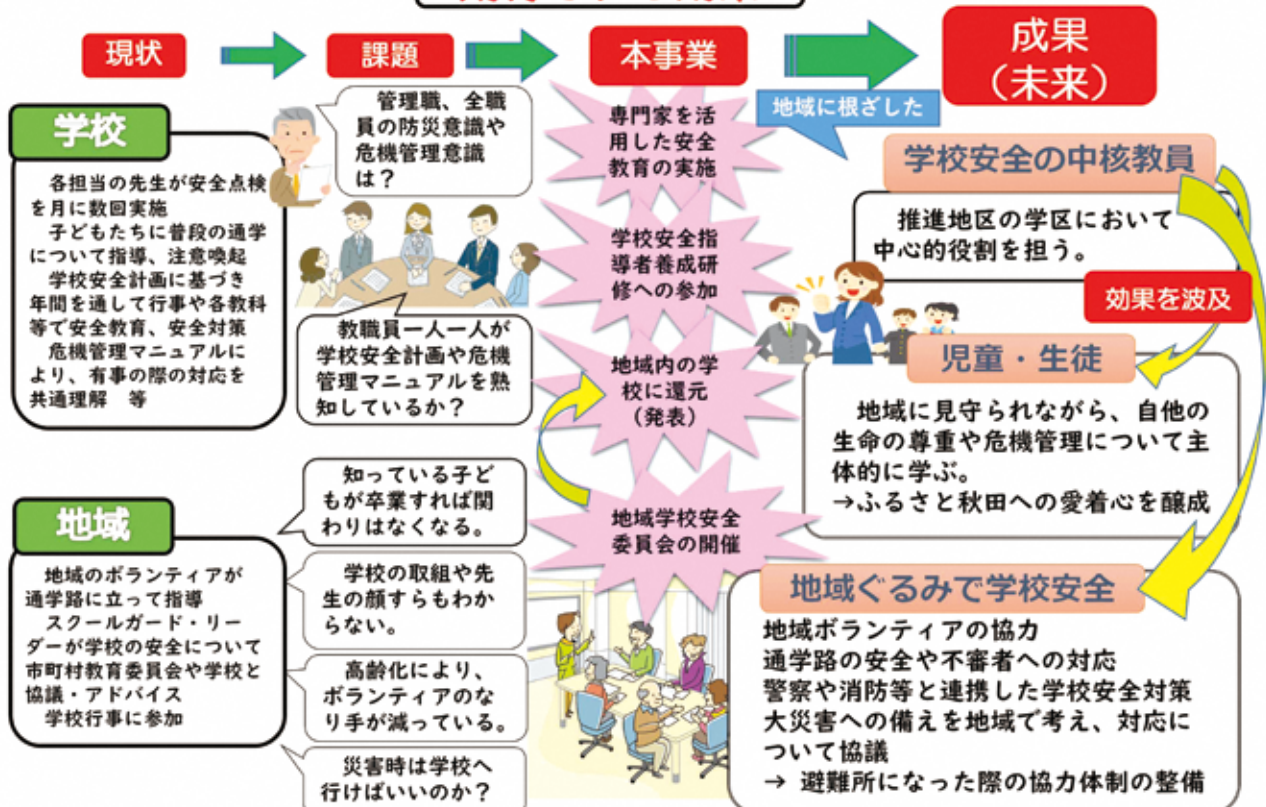 現状
課題
本事業
成果
（未来）
学校
各担当の先生が安全点検
を月に数回実施
子どもたちに普段の通学
について指導、注意喚起
学校安全計画に基づき
年間を通して行事や各教科
等で安全教育、安全対策
危機管理マニュアルに
より、有事の際の対応を
共通理解　等
管理職、全職
員の防災意識や
危機管理意識
は？
教職員一人一人が
学校安全計画や危機
管理マニュアルを熟
知しているか？
地域
地域のボランティアが
通学路に立って指導
スクールガード・リー
ダーが学校の安全について
市町村教育委員会や学校と
協議・アドバイス
学校行事に参加
知っている子ど
もが卒業すれば関
わりはなくなる。
学校の取組や先
生の顔すらもわか
らない。
高齢化により、
ボランティアのな
り手が減っている。
災害時は学校へ
行けばいいのか？
専門家を活
用した安全
教育の実施
学校安全指
導者養成研
修への参加
地域内の学
校に還元
（発表）
地域学校安全
委員会の開催
地域に根ざした
学校安全の中核教員
推進地区の学区において
中心的役割を担う。
効果を波及
児童・生徒
地域に見守られながら、自他の
生命の尊重や危機管理について主
体的に学ぶ。
→ふるさと秋田への愛着心を醸成
地域ぐるみで学校安全
地域ボランティアの協力
通学路の安全や不審者への対応
警察や消防等と連携した学校安全対策
大災害への備えを地域で考え、対応に
ついて協議
→ 避難所になった際の協力体制の整備